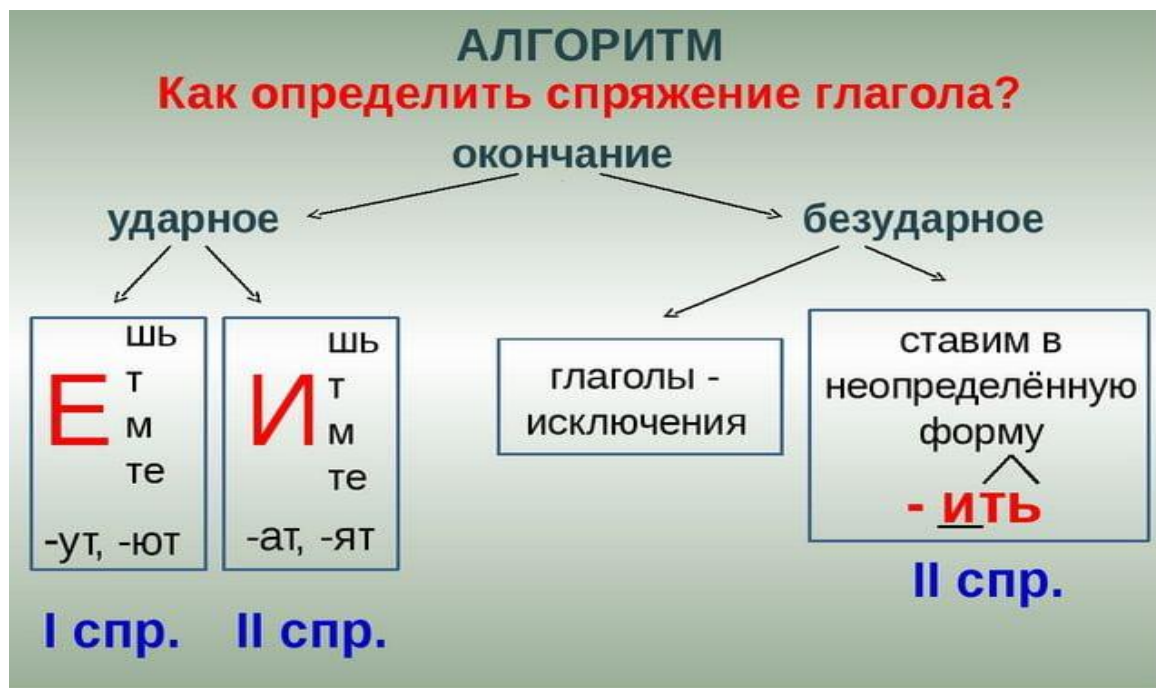 АЛГОРИТМ
Как определить спряжение глагола?
окончание
ударное
безударное
Е
шь
т
м
те
-ут, -ют
I спр.
И
шь
т
м
те
-ат, -ят
II спр.
глаголы -
исключения
ставим в
неопределённую
форму
- ить
II спр.